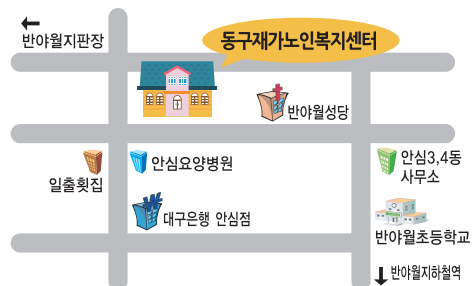 반야월지판장
동구재가노인복지센터
반야월성당
일출횟집
안심요양병원
안심3,4동
사무소
대구은행 안심점
반야월초등학교
반야월지하철역